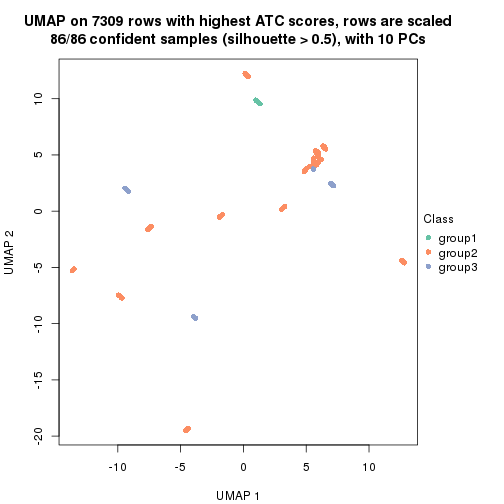 UMAP on 7309 rows with highest ATC scores, rows are scaled
86/86 confident samples (silhouette > 0.5), with 10 PCs
10
5
0
-5
-10
-15
-20
UMAP 2
-10
-5
0
5
10
UMAP 1
Class
group1
group2
group3